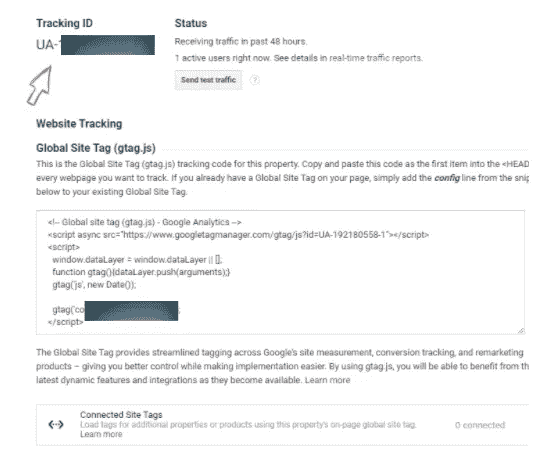 Tracking ID
Status
UA-1
Receiving traffic in past 48 hours.
1 active users right now. See details in real-time traffic reports.
Send test traffic
?
Website Tracking
Global Site Tag (gtag.js)
This is the Global Site Tag (gtag.js) tracking code for this property. Copy and paste this code as the first item into the <HEAD
every webpage you want to track. If you already have a Global Site Tag on your page, simply add the config line from the snip
below to your existing Global Site Tag.
<!-- Global site tag (gtag.js) - Google Analytics -->
<script async src="https://www.googletagmanager.com/gtag/js?id=UA-192180558-1"></script>
<script>
window.dataLayer = window.dataLayer || [];
function gtag(){dataLayer.push(arguments);}
gtag('js', new Date());
gtag('co
;
</script>
The Global Site Tag provides streamlined tagging across Google's site measurement, conversion tracking, and remarketing
products – giving you better control while making implementation easier. By using gtag.js, you will be able to benefit from th
latest dynamic features and integrations as they become available. Learn more
Connected Site Tags
Load tags for additional properties or products using this property's on-page global site tag.
Learn more
0 connected